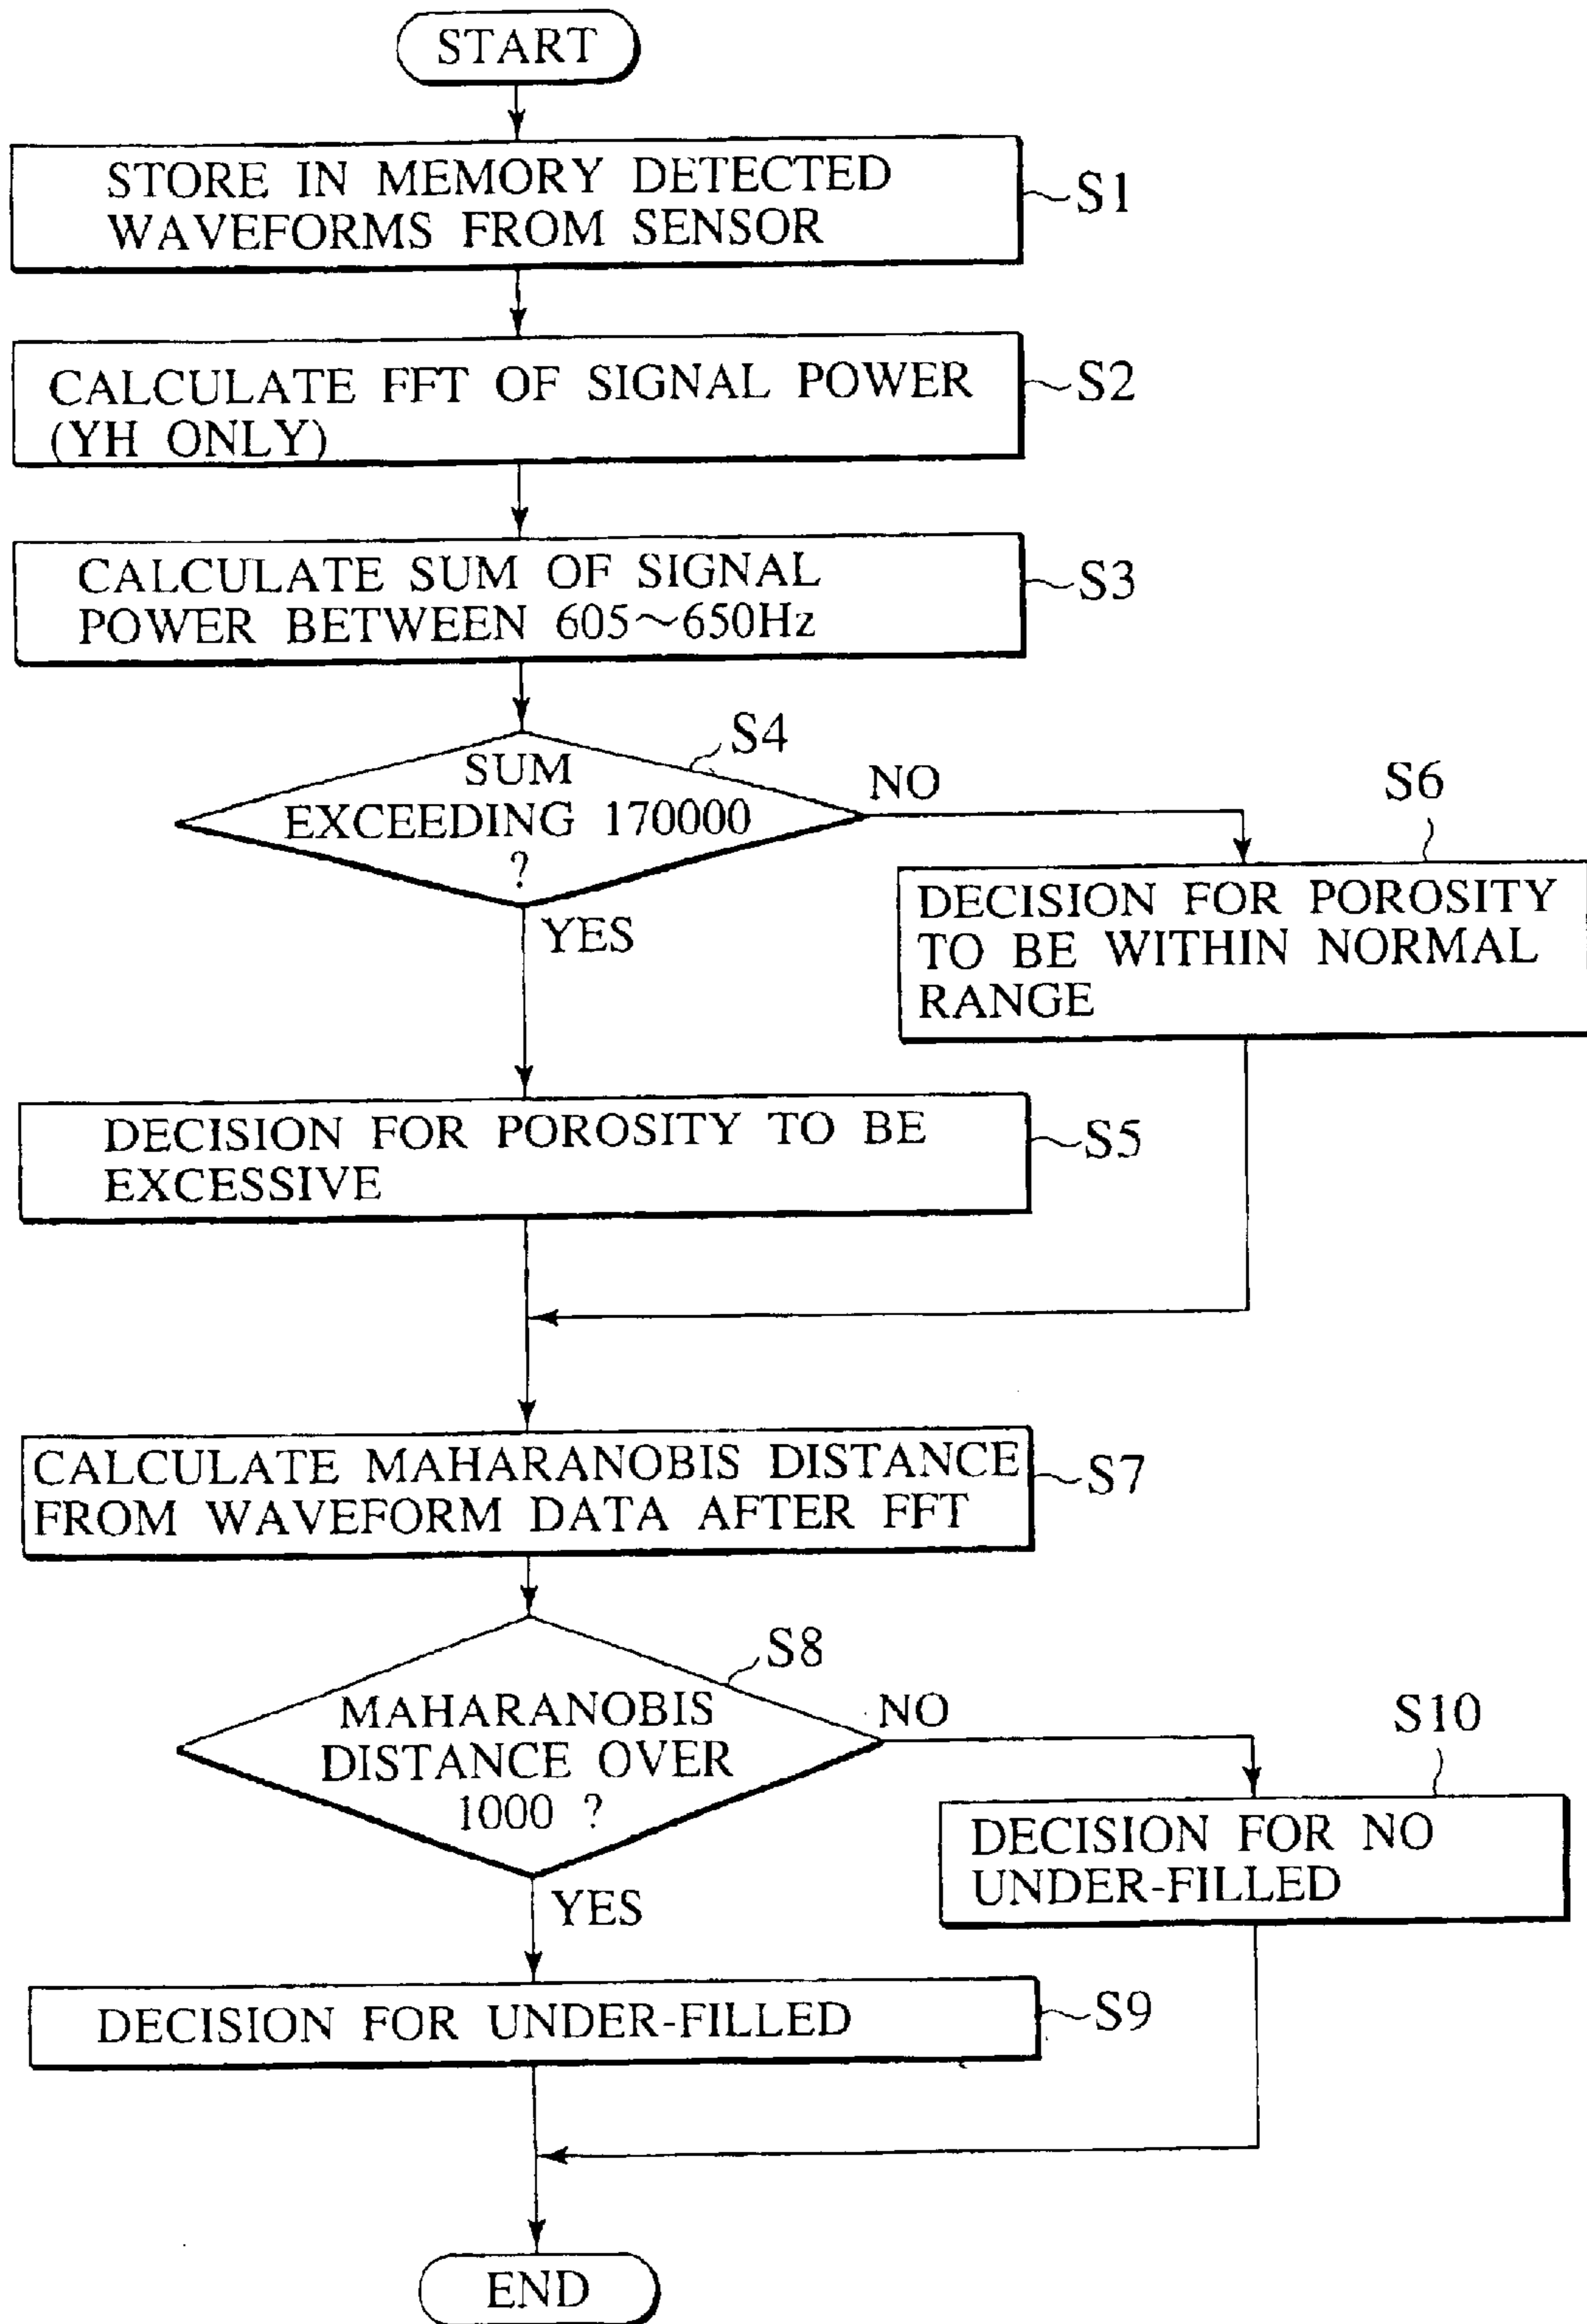 START
STORE IN MEMORY DETECTED
WAVEFORMS FROM SENSOR
S1
CALCULATE FFT OF SIGNAL POWER
(YH ONLY)
S2
CALCULATE SUM OF SIGNAL
POWER BETWEEN 605~650Hz
S3
S4
SUM
EXCEEDING 170000
?
NO
YES
S6
DECISION FOR POROSITY
TO BE WITHIN NORMAL
RANGE
DECISION FOR POROSITY TO BE
EXCESSIVE
S5
CALCULATE MAHARANOBIS DISTANCE
FROM WAVEFORM DATA AFTER FFT
S7
S8
MAHARANOBIS
DISTANCE OVER
1000 ?
NO
YES
S10
DECISION FOR NO
UNDER-FILLED
DECISION FOR UNDER-FILLED
S9
END